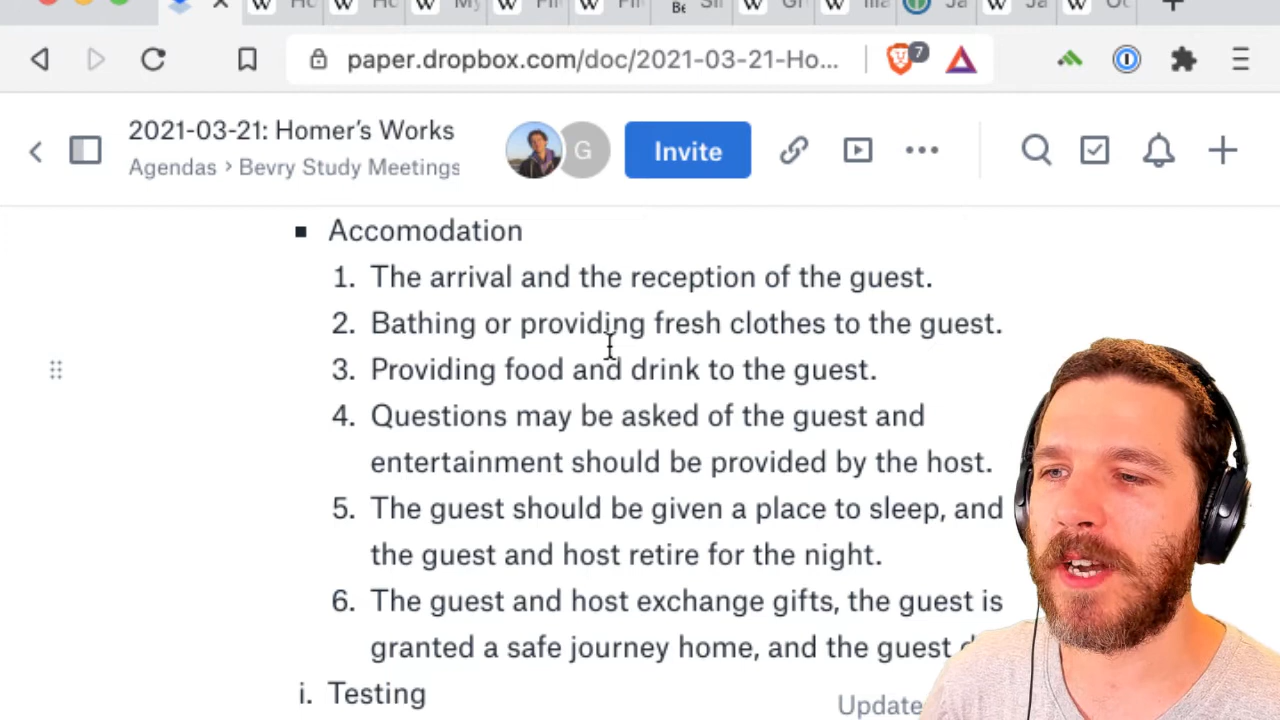 paper.dropbox.com/doc/2021-03-21-Ho...
7
2021-03-21: Homer's Works
Agendas > Bevry Study Meetings
G
Invite
Accomodation
1. The arrival and the reception of the guest.
2. Bathing or providing fresh clothes to the guest.
3. Providing food and drink to the guest.
4. Questions may be asked of the guest and
entertainment should be provided by the host.
5. The guest should be given a place to sleep, and
the guest and host retire for the night.
6. The guest and host exchange gifts, the guest is
granted a safe journey home, and the guest
i. Testing
Update